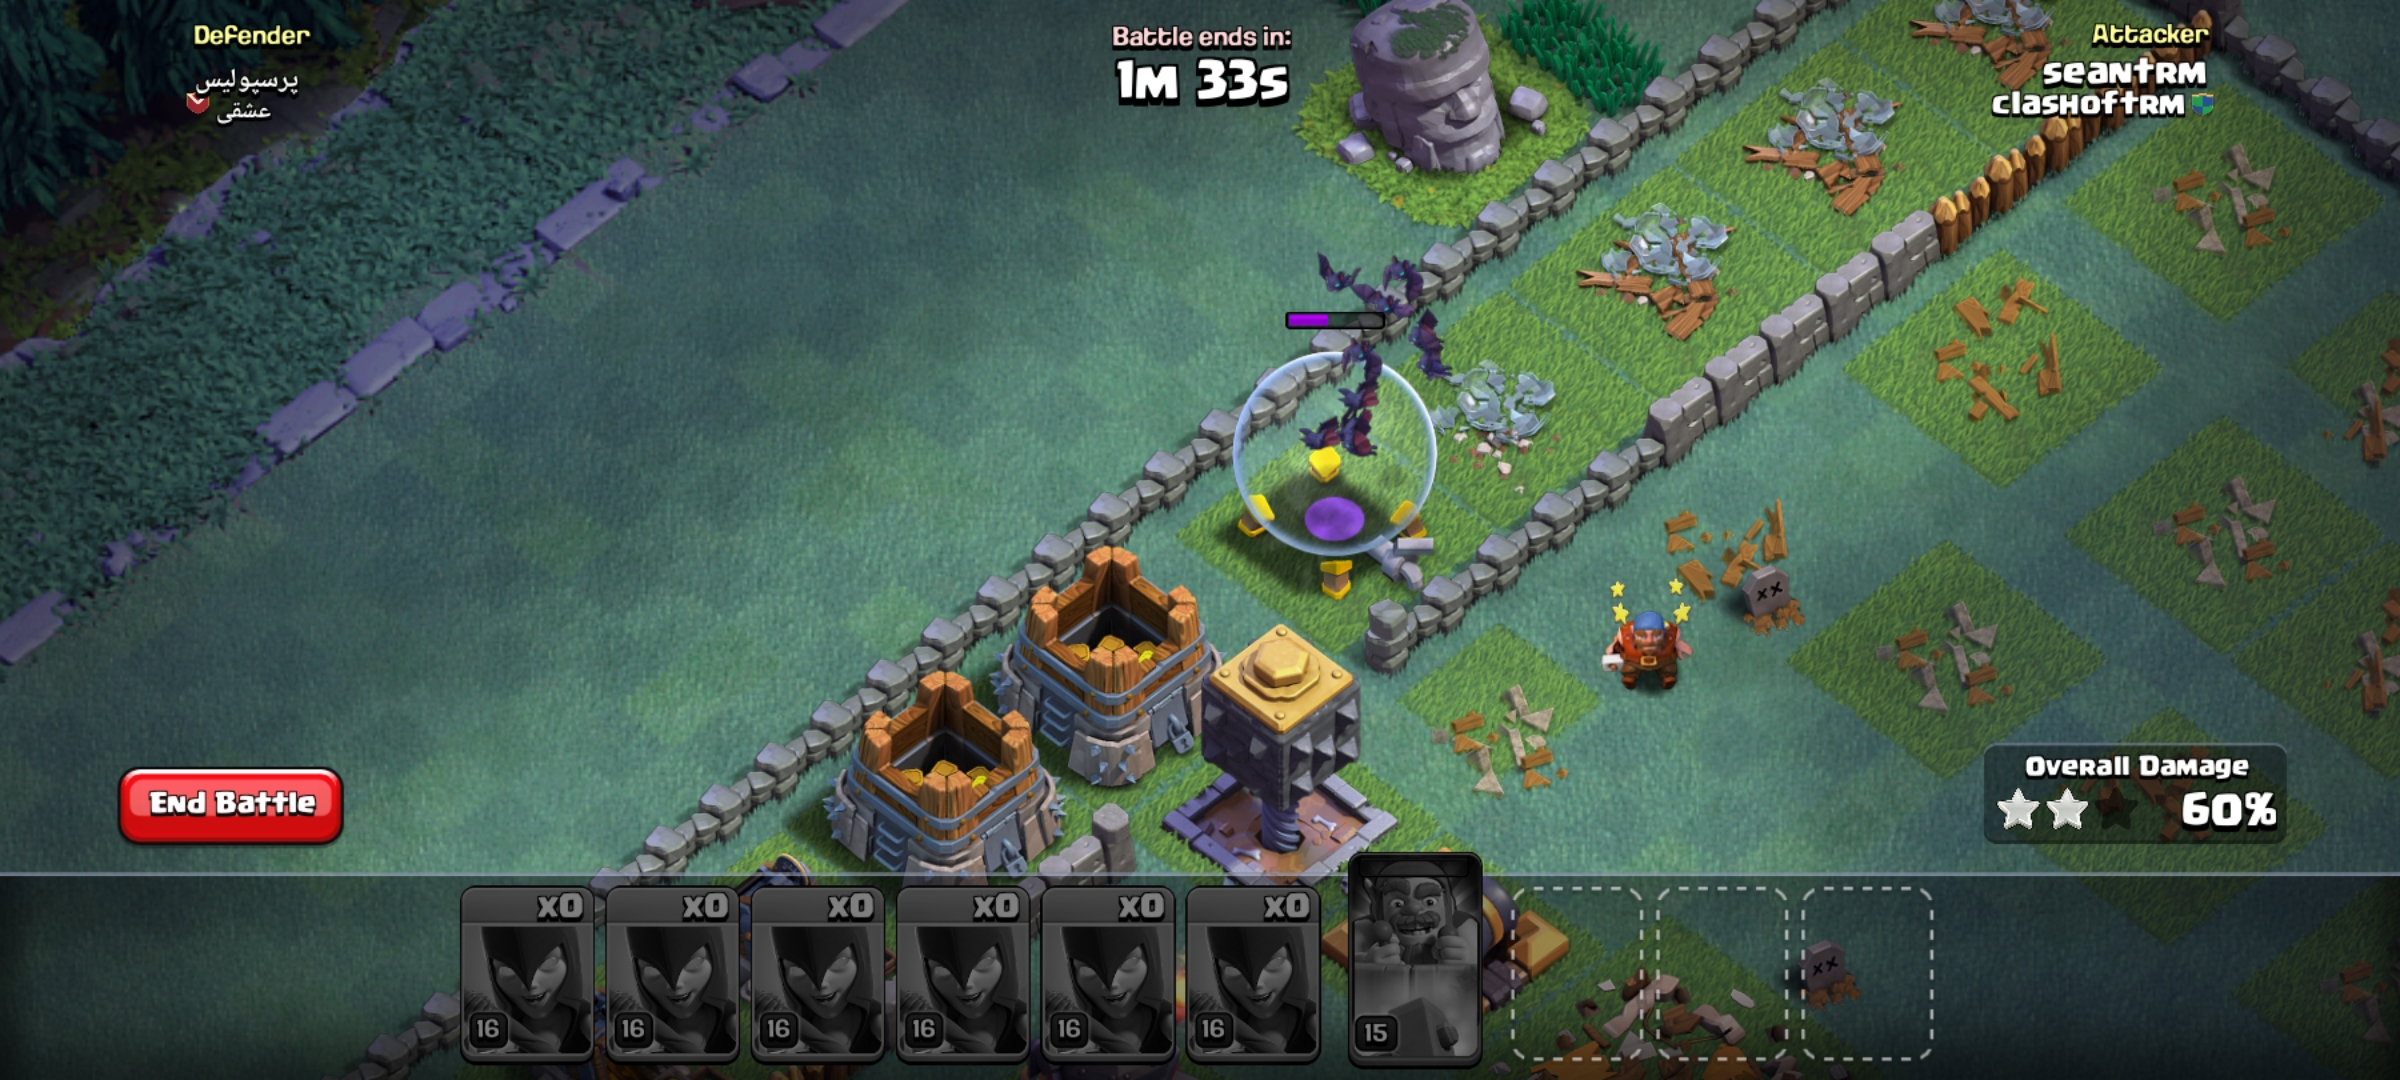 Defender
پرسپولیس
عشقی
Battle ends in:
1M 33s
Attacker
seantRM
clashoftRM
End Battle
Overall Damage
60%
x0
x0
x0
x0
x0
x0
16
16
16
16
16
16
15